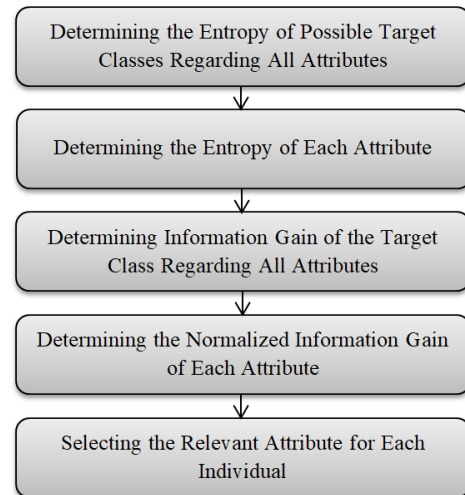 Determining the Entropy of Possible Target
Classes Regarding All Attributes
Determining the Entropy of Each Attribute
Determining Information Gain of the Target
Class Regarding All Attributes
Determining the Normalized Information Gain
of Each Attribute
Selecting the Relevant Attribute for Each
Individual